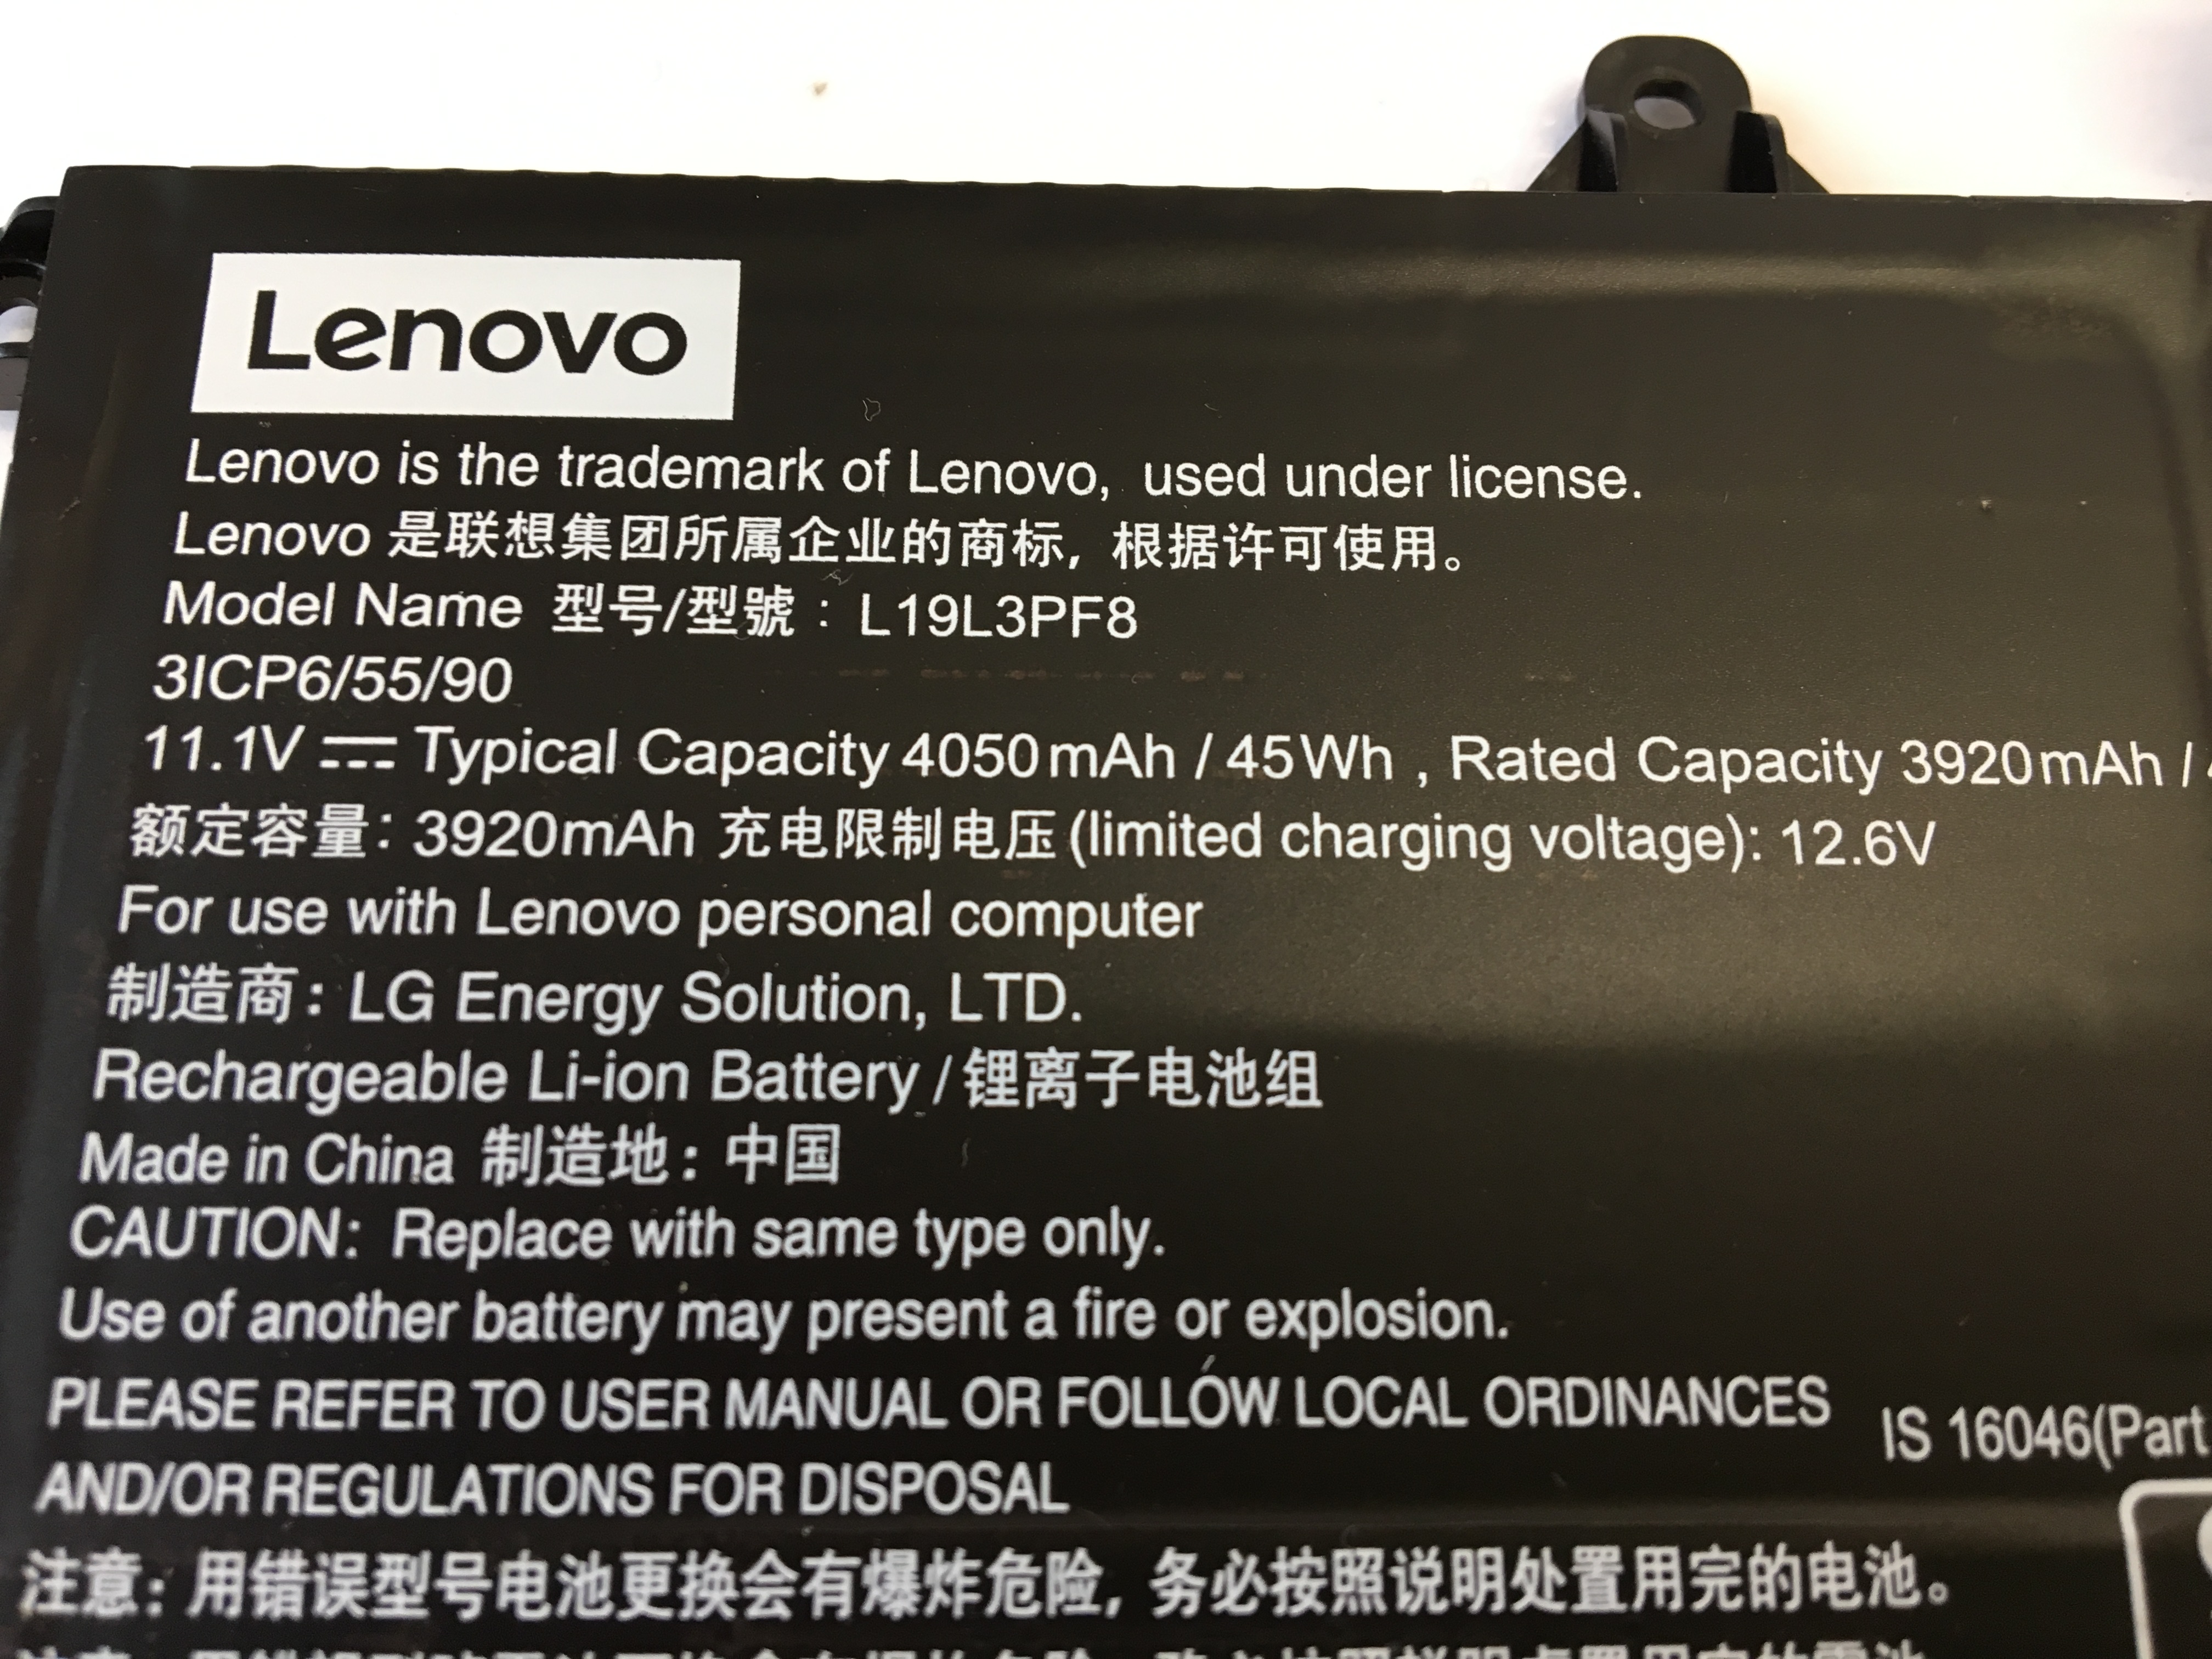 Lenovo
Lenovo is the trademark of Lenovo, used under license.
Lenovo 是联想集团所属企业的商标, 根据许可使用。
Model Name 型号/型號 : L19L3PF8
3ICP6/55/90
11.1V ⎓ Typical Capacity 4050mAh / 45Wh , Rated Capacity 3920mAh /
额定容量: 3920mAh 充电限制电压(limited charging voltage): 12.6V
For use with Lenovo personal computer
制造商: LG Energy Solution, LTD.
Rechargeable Li-ion Battery / 锂离子电池组
Made in China 制造地: 中国
CAUTION: Replace with same type only.
Use of another battery may present a fire or explosion.
PLEASE REFER TO USER MANUAL OR FOLLOW LOCAL ORDINANCES
AND/OR REGULATIONS FOR DISPOSAL
IS 16046(Part
注意: 用错误型号电池更换会有爆炸危险, 务必按照说明处置用完的电池。